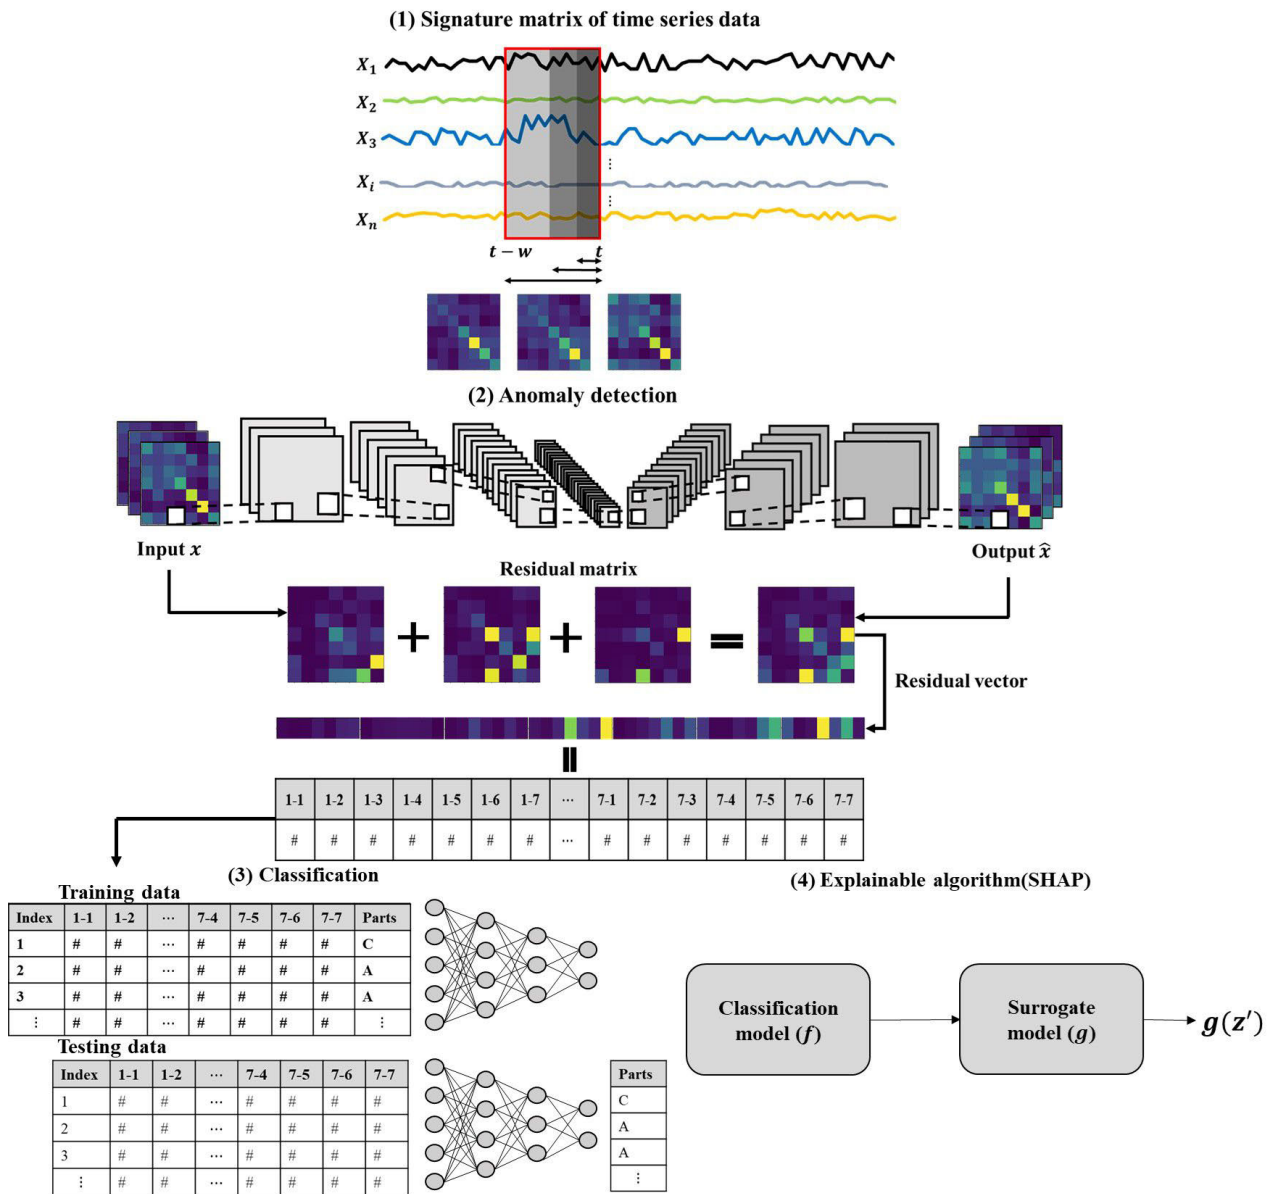 (1) Signature matrix of time series data
X₁
X₂
X₃
⋮
Xᵢ
⋮
Xₙ
t − w t
(2) Anomaly detection
Input x
Output x̂
Residual matrix
+ + =
Residual vector
=
1-1 1-2 1-3 1-4 1-5 1-6 1-7 ⋯ 7-1 7-2 7-3 7-4 7-5 7-6 7-7
# # # # # # # ⋯ # # # # # # #
(3) Classification
(4) Explainable algorithm(SHAP)
Training data
Index 1-1 1-2 ⋯ 7-4 7-5 7-6 7-7 Parts
1 # # ⋯ # # # # C
2 # # ⋯ # # # # A
3 # # ⋯ # # # # A
⋮ # # ⋯ # # # # ⋮
Classification
model (f)
Surrogate
model (g)
g(z′)
Testing data
Index 1-1 1-2 ⋯ 7-4 7-5 7-6 7-7
1 # # ⋯ # # # #
2 # # ⋯ # # # #
3 # # ⋯ # # # #
⋮ # # ⋯ # # # #
Parts
C
A
A
⋮